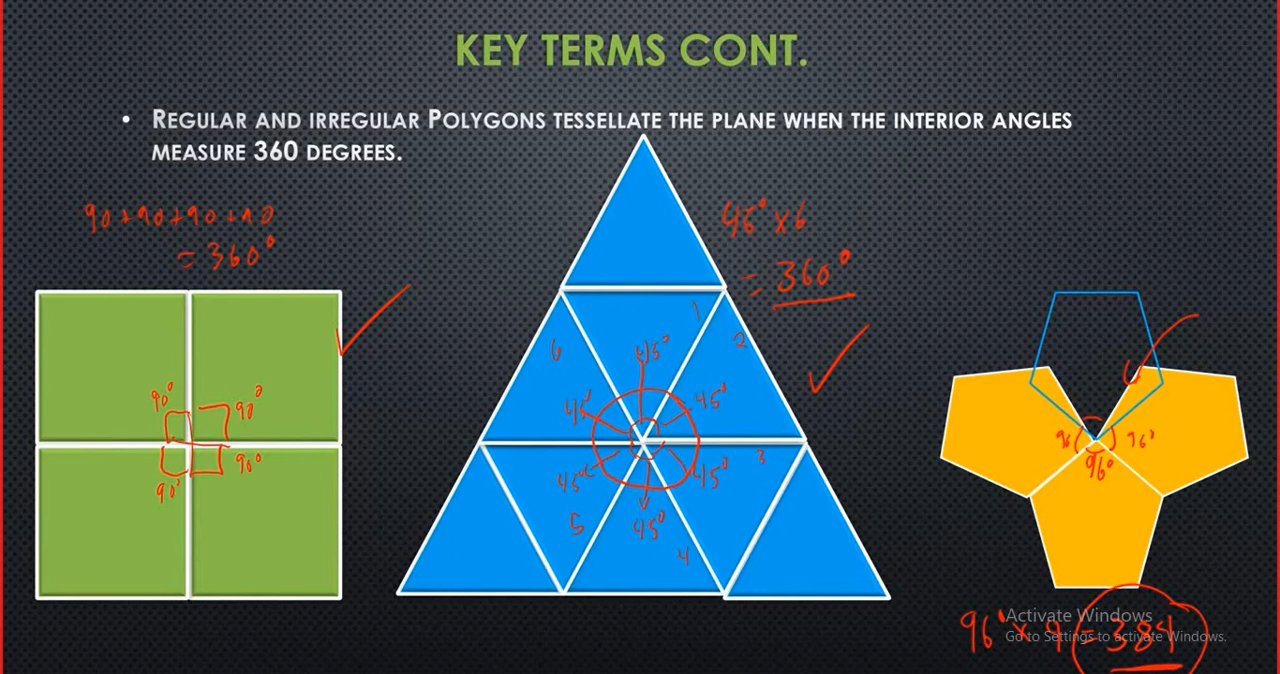 KEY TERMS CONT.
• REGULAR AND IRREGULAR POLYGONS TESSELLATE THE PLANE WHEN THE INTERIOR ANGLES
MEASURE 360 DEGREES.
90+90+90+90
= 360°
45° x 6
= 360°
90° 90°
90° 90°
6 1 2
45°
45° 45°
45° 45°
45°
3
5 4
96 96° 96°
96° x 4 = 384
Activate Windows
Go to Settings to activate Windows.